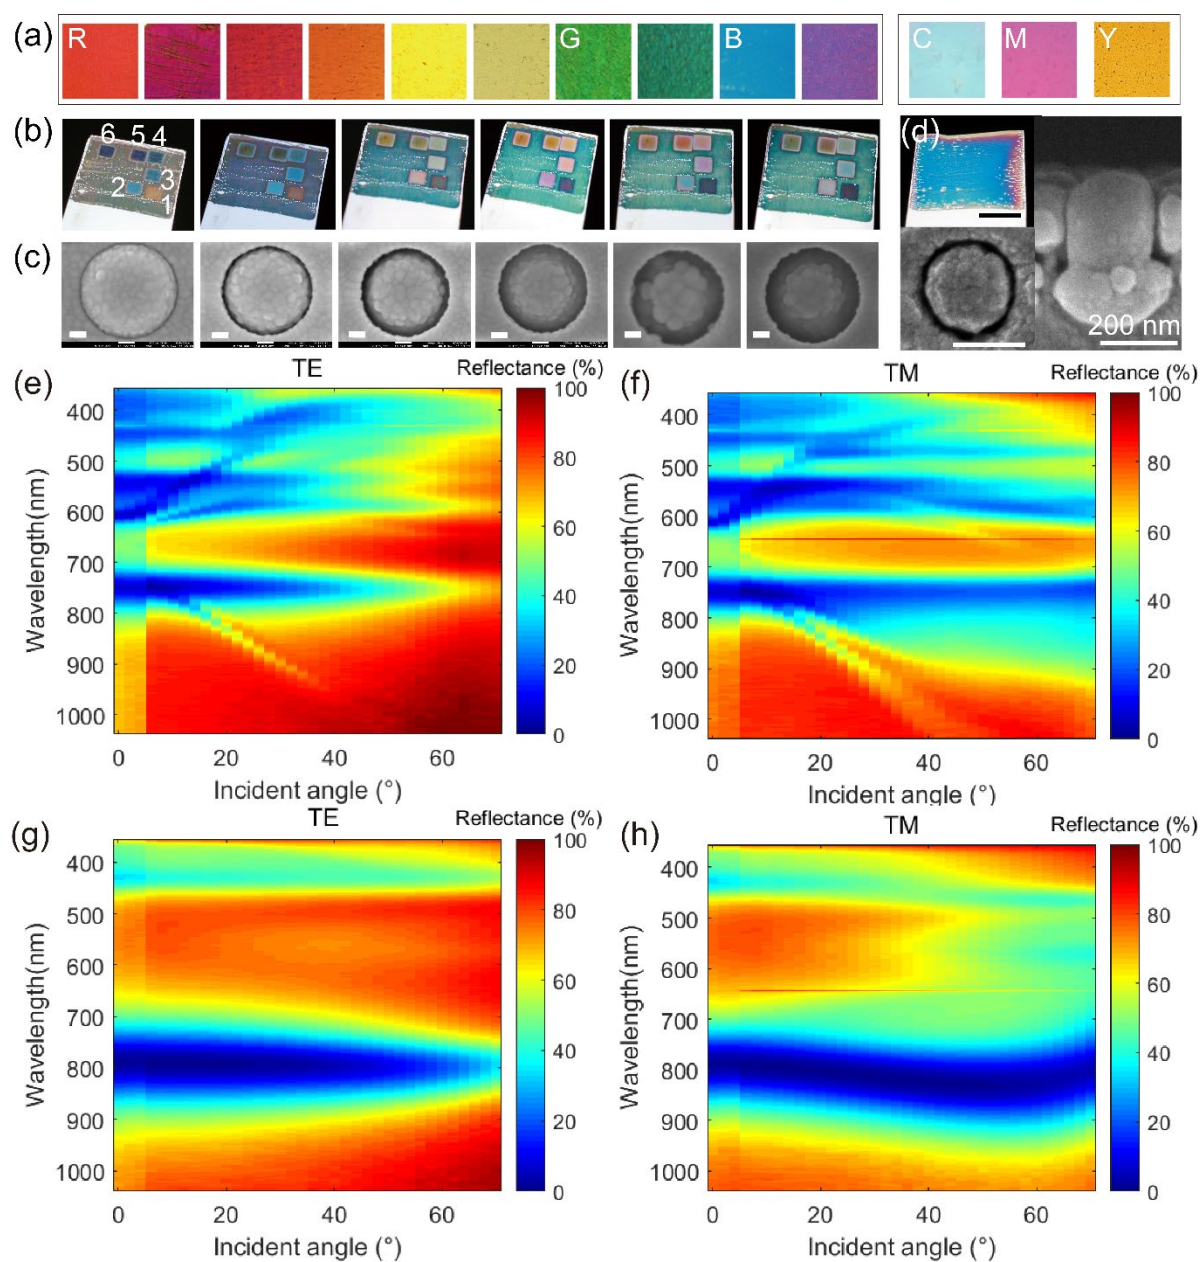 (a)
R
G
B
C
M
Y
(b)
6 5 4
2 3
1
(d)
(c)
200 nm
(e)
TE
Reflectance (%)
Wavelength(nm)
400
500
600
700
800
900
1000
0
20
40
60
Incident angle (°)
100
80
60
40
20
0
(f)
TM
Reflectance (%)
Wavelength(nm)
400
500
600
700
800
900
1000
0
20
40
60
Incident angle (°)
100
80
60
40
20
0
(g)
TE
Reflectance (%)
Wavelength(nm)
400
500
600
700
800
900
1000
0
20
40
60
Incident angle (°)
100
80
60
40
20
0
(h)
TM
Reflectance (%)
Wavelength(nm)
400
500
600
700
800
900
1000
0
20
40
60
Incident angle (°)
100
80
60
40
20
0